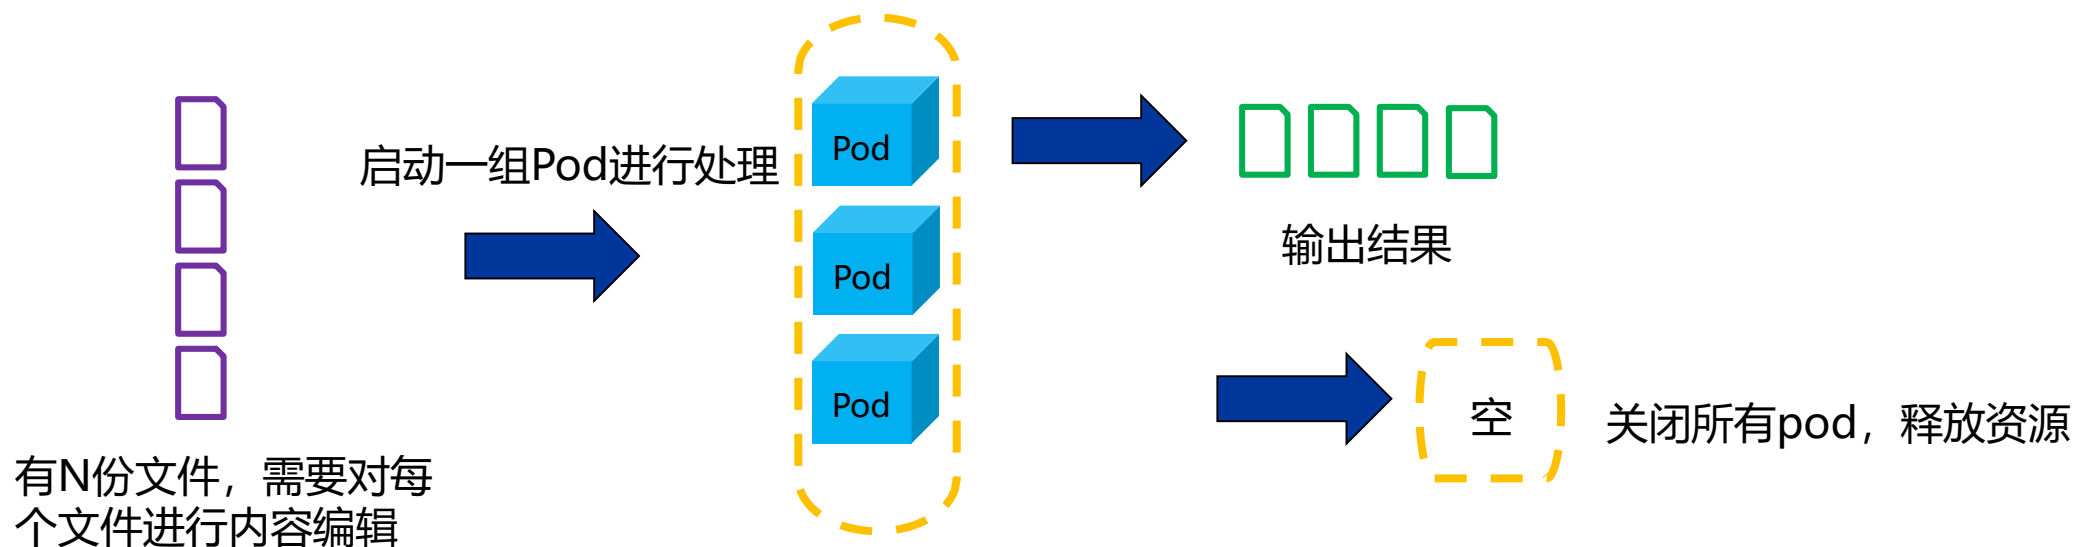 启动一组Pod进行处理
Pod
Pod
Pod
输出结果
空
关闭所有pod，释放资源
有N份文件，需要对每
个文件进行内容编辑